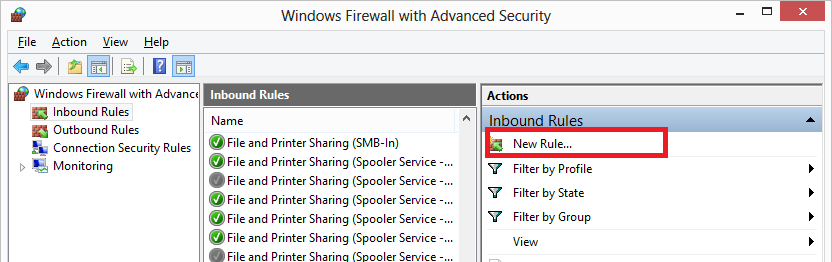 Windows Firewall with Advanced Security
File Action View Help
Windows Firewall with Advance
Inbound Rules
Outbound Rules
Connection Security Rules
Monitoring
Inbound Rules
Name
File and Printer Sharing (SMB-In)
File and Printer Sharing (Spooler Service -...
File and Printer Sharing (Spooler Service -...
File and Printer Sharing (Spooler Service -...
File and Printer Sharing (Spooler Service -...
File and Printer Sharing (Spooler Service -...
File and Printer Sharing (Spooler Service -...
Actions
Inbound Rules
New Rule...
Filter by Profile
Filter by State
Filter by Group
View